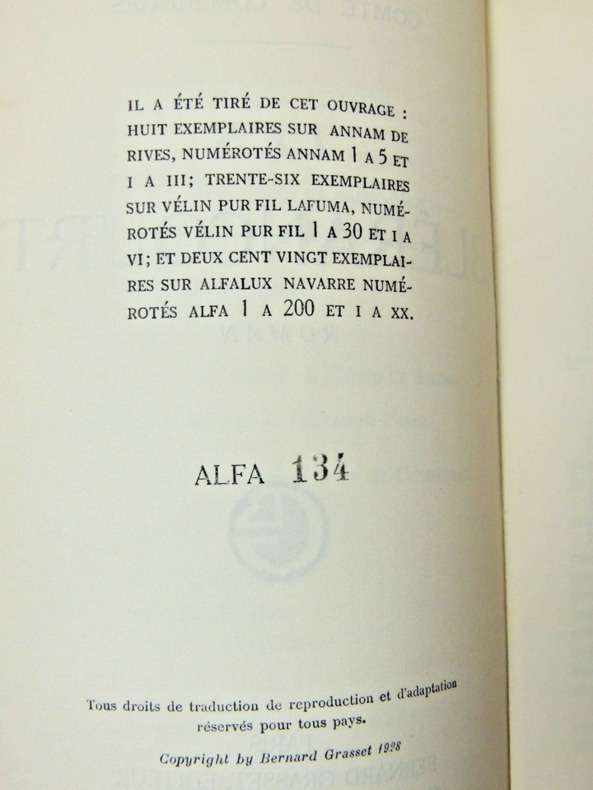 IL A ÉTÉ TIRÉ DE CET OUVRAGE :
HUIT EXEMPLAIRES SUR ANNAM DE
RIVES, NUMÉROTÉS ANNAM 1 A 5 ET
I A III; TRENTE-SIX EXEMPLAIRES
SUR VÉLIN PUR FIL LAFUMA, NUMÉ-
ROTÉS VÉLIN PUR FIL 1 A 30 ET I A
VI; ET DEUX CENT VINGT EXEMPLAI-
RES SUR ALFALUX NAVARRE NUMÉ-
ROTÉS ALFA 1 A 200 ET I A XX.
ALFA 134
Tous droits de traduction de reproduction et d'adaptation
réservés pour tous pays.
Copyright by Bernard Grasset 1928